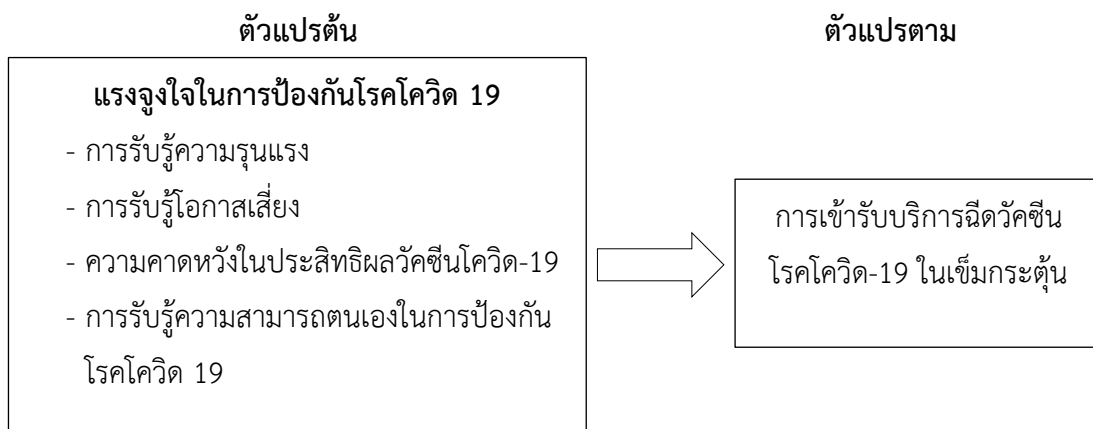 ตัวแปรต้น
ตัวแปรตาม
แรงจูงใจในการป้องกันโรคโควิด 19
- การรับรู้ความรุนแรง
- การรับรู้โอกาสเสี่ยง
- ความคาดหวังในประสิทธิผลวัคซีนโควิด-19
- การรับรู้ความสามารถตนเองในการป้องกัน
โรคโควิด 19
การเข้ารับบริการฉีดวัคซีน
โรคโควิด-19 ในเข็มกระตุ้น